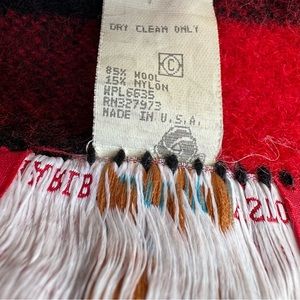 DRY CLEAN ONLY
C
85% WOOL
15% NYLON
WPL6635
RN327973
MADE IN U.S.A.